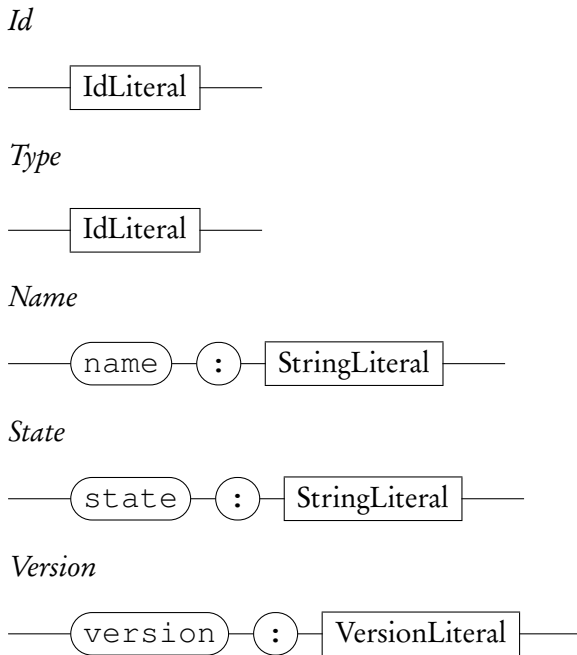 Id
IdLiteral
Type
IdLiteral
Name
name : StringLiteral
State
state : StringLiteral
Version
version : VersionLiteral